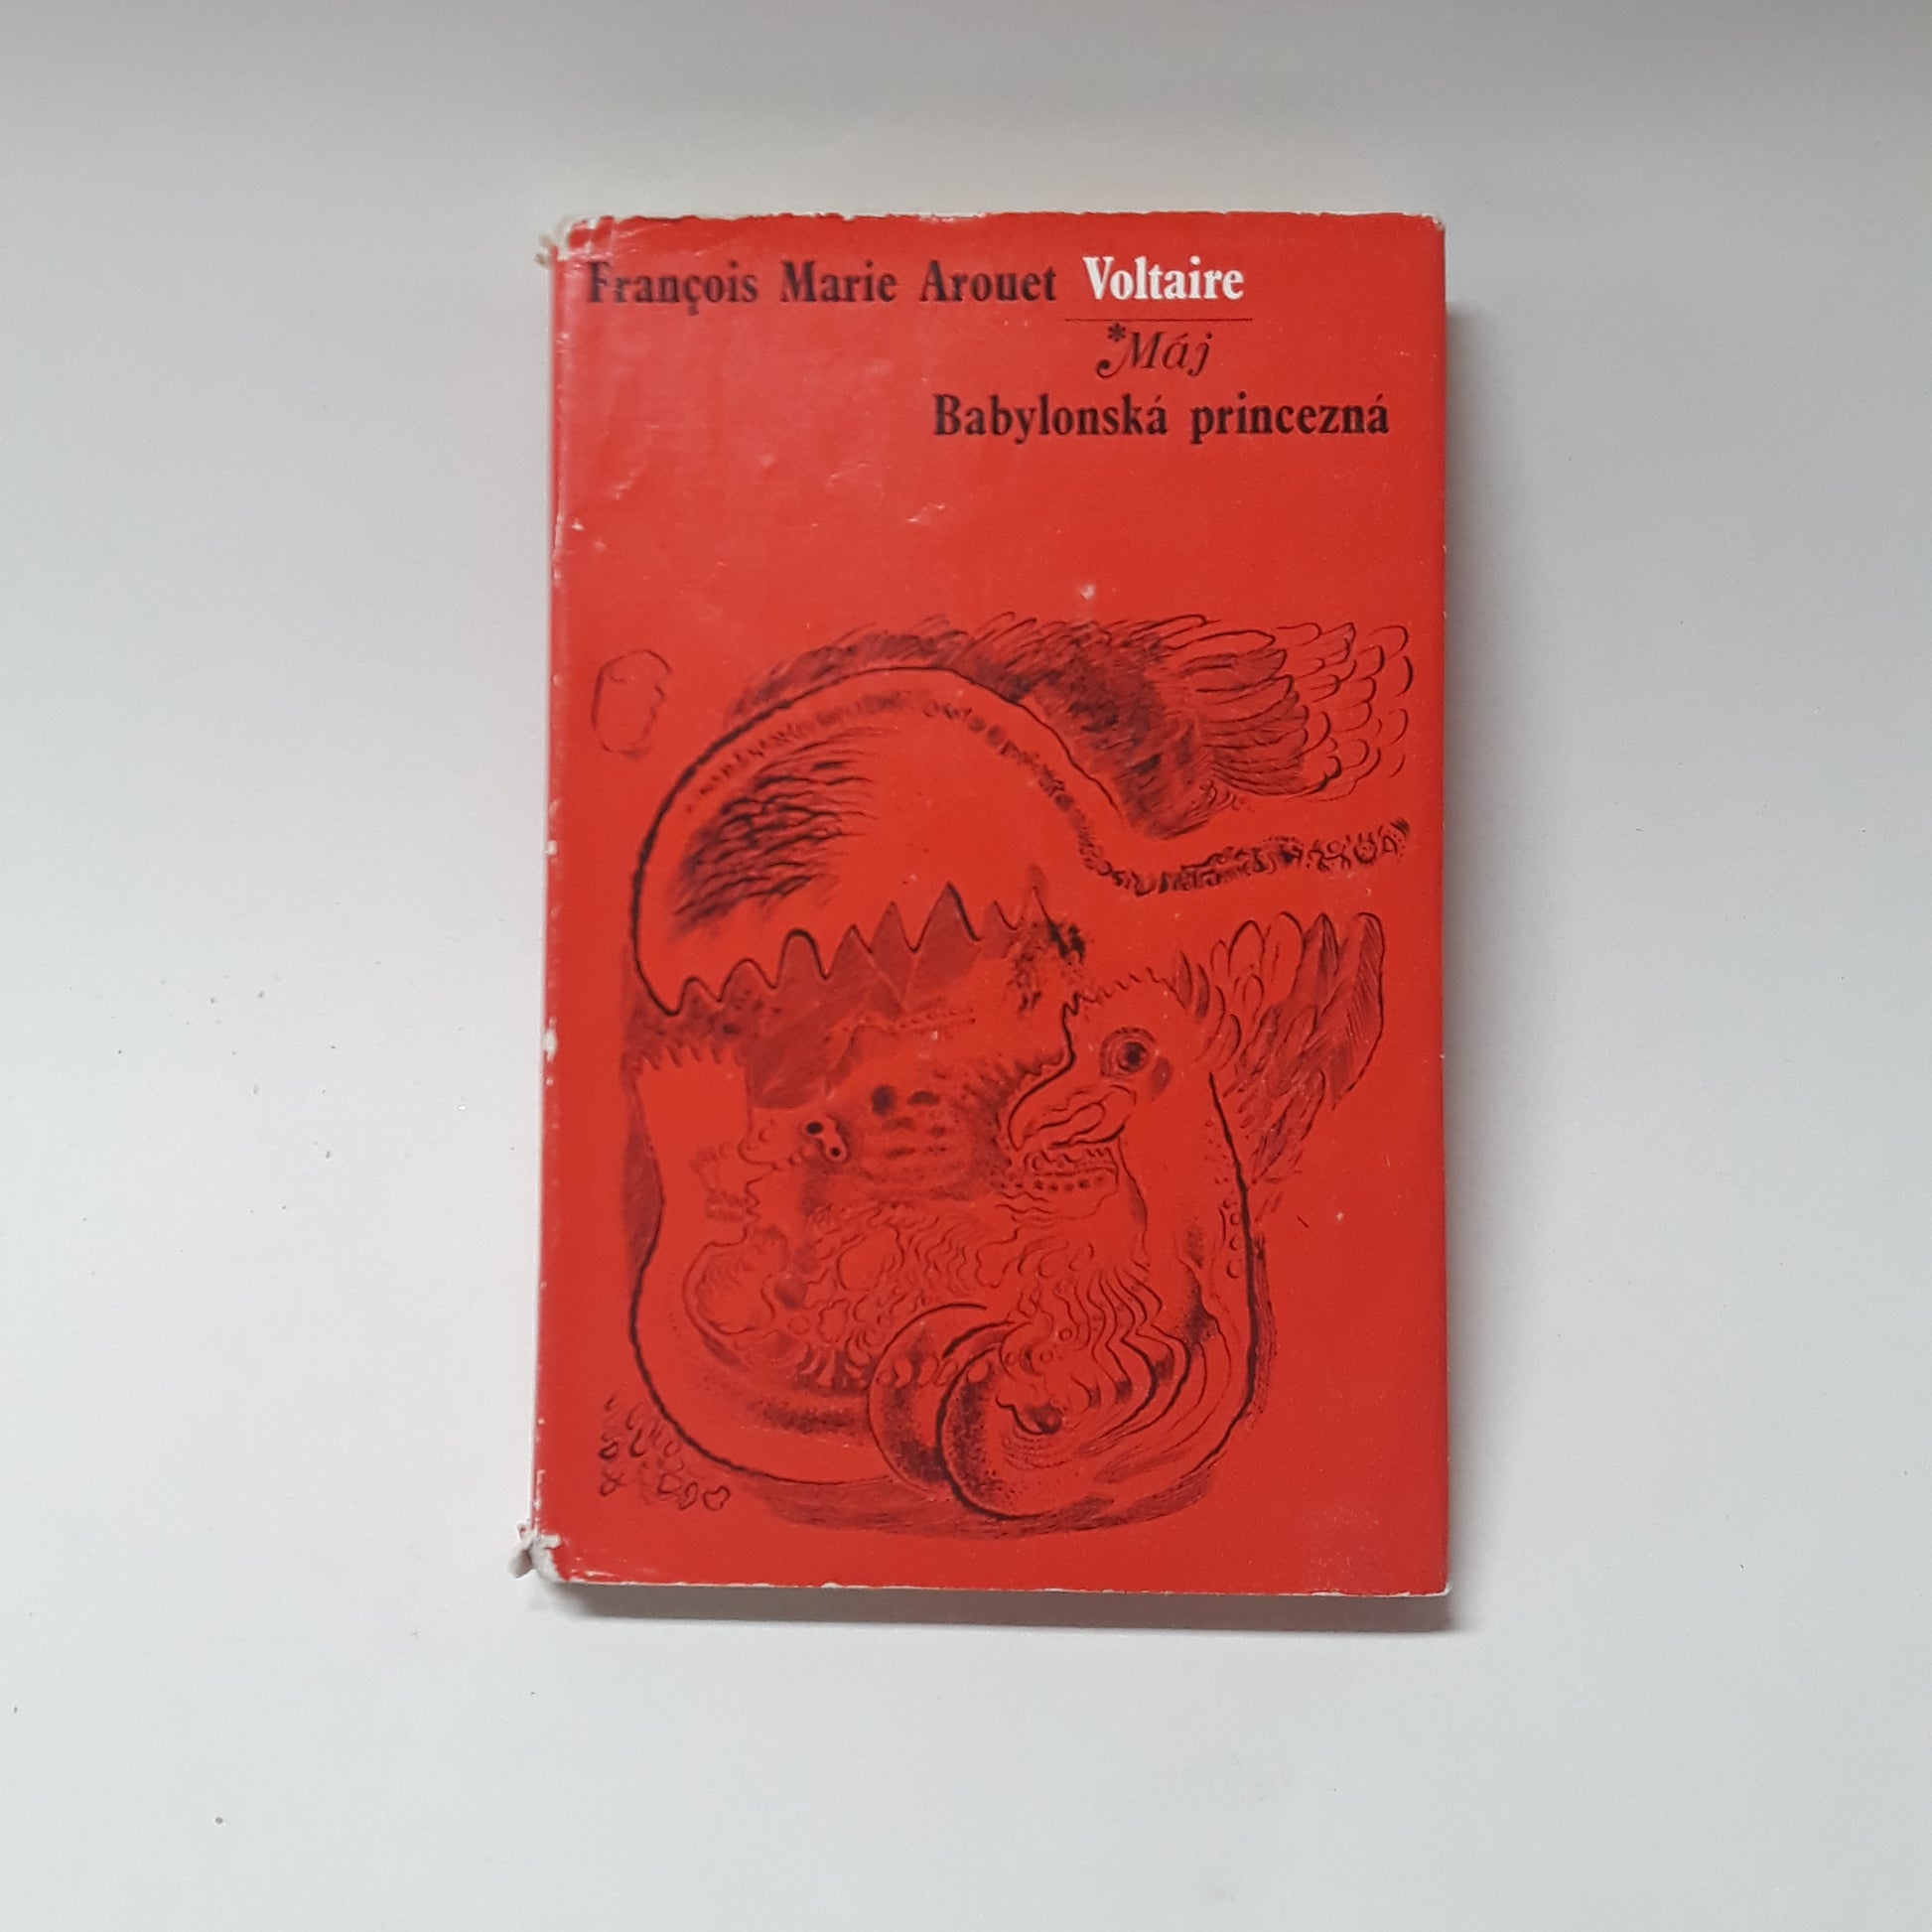 François Marie Arouet Voltaire
*Máj
Babylonská princezná